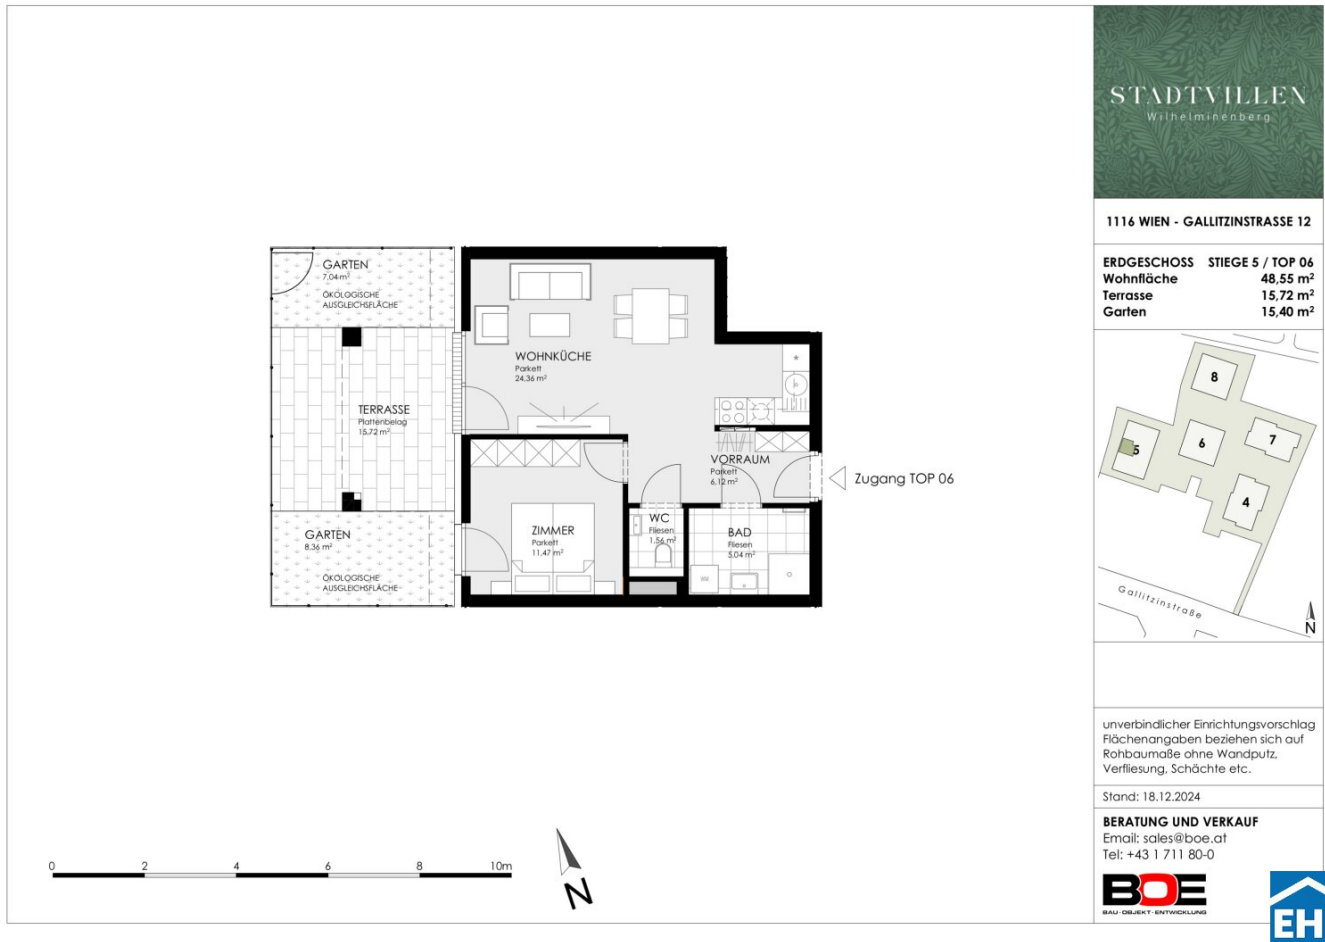 GARTEN
7,04 m²
ÖKOLOGISCHE
AUSGLEICHSFLÄCHE
TERRASSE
Plattenbelag
15,72 m²
GARTEN
8,36 m²
ÖKOLOGISCHE
AUSGLEICHSFLÄCHE
WOHNKÜCHE
Parkett
24,36 m²
VORRAUM
Parkett
6,12 m²
Zugang TOP 06
ZIMMER
Parkett
11,47 m²
WC
Fliesen
1,56 m²
BAD
Fliesen
5,04 m²
0 2 4 6 8 10m
N
STADTVILLEN
Wilhelminenberg
1116 WIEN - GALLITZINSTRASSE 12
ERDGESCHOSS STIEGE 5 / TOP 06
Wohnfläche 48,55 m²
Terrasse 15,72 m²
Garten 15,40 m²
8
5
6
7
4
Gallitzinstraße
N
unverbindlicher Einrichtungsvorschlag
Flächenangaben beziehen sich auf
Rohbaumaße ohne Wandputz,
Verfliesung, Schächte etc.
Stand: 18.12.2024
BERATUNG UND VERKAUF
Email: sales@boe.at
Tel: +43 1 711 80-0
BOE
BAU-OBJEKT-ENTWICKLUNG
EH